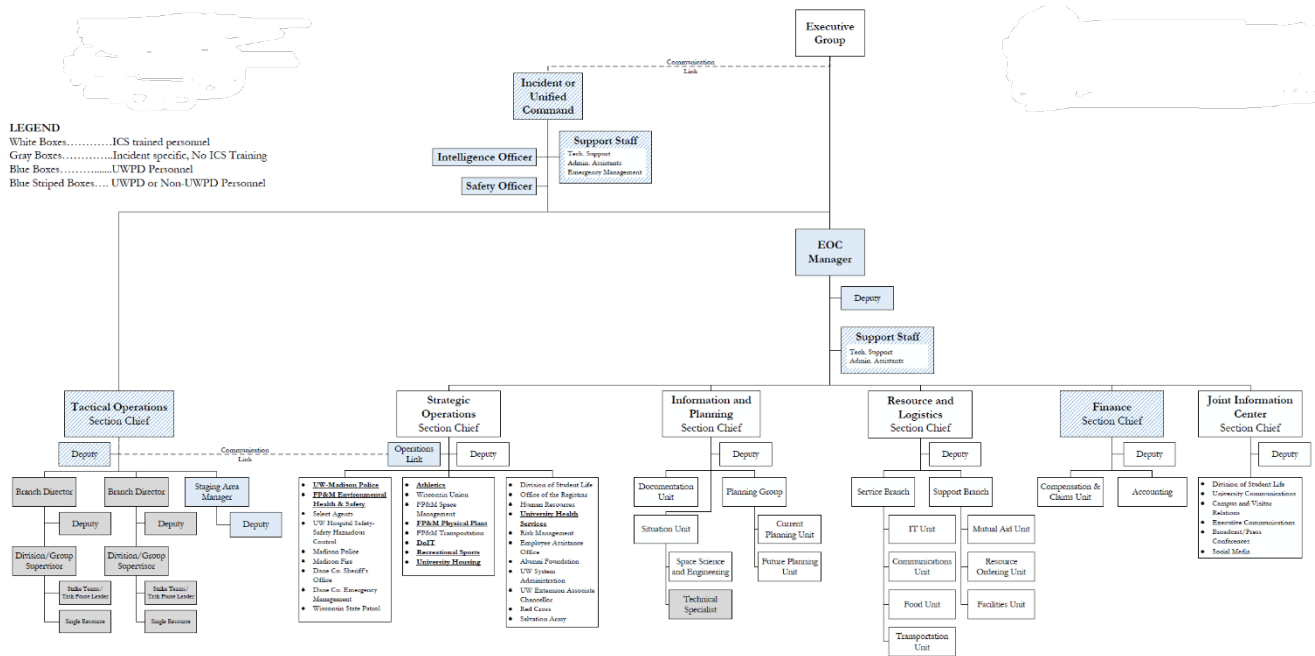 Executive
Group
Communication
Link
Incident or
Unified
Command
LEGEND
White Boxes…………ICS trained personnel
Gray Boxes…………..Incident specific, No ICS Training
Blue Boxes……….......UWPD Personnel
Blue Striped Boxes…. UWPD or Non-UWPD Personnel
Support Staff
Tech. Support
Admin. Assistants
Emergency Management
Intelligence Officer
Safety Officer
EOC
Manager
Deputy
Support Staff
Tech. Support
Admin. Assistants
Tactical Operations
Section Chief
Deputy
Communication
Link
Branch Director
Deputy
Division/Group
Supervisor
Strike Teams/
Task Force Leader
Single Resource
Branch Director
Deputy
Division/Group
Supervisor
Strike Teams/
Task Force Leader
Single Resource
Staging Area
Manager
Deputy
Strategic
Operations
Section Chief
Operations
Link
Deputy
UW-Madison Police
FP&M Environmental
Health & Safety
Select Agents
UW Hospital Safety-
Safety Hazardous
Control
Madison Police
Madison Fire
Dane Co. Sheriff's
Office
Dane Co. Emergency
Management
Wisconsin State Patrol
Athletics
Wisconsin Union
FP&M Space
Management
FP&M Physical Plant
FP&M Transportation
DoIT
Recreational Sports
University Housing
Division of Student Life
Office of the Registrar
Human Resources
University Health
Services
Risk Management
Employee Assistance
Office
Alumni Foundation
UW System
Administration
UW Extension Associate
Chancellor
Red Cross
Salvation Army
Information and
Planning
Section Chief
Deputy
Documentation
Unit
Planning Group
Situation Unit
Current
Planning Unit
Space Science
and Engineering
Future Planning
Unit
Technical
Specialist
Resource and
Logistics
Section Chief
Deputy
Service Branch
Support Branch
IT Unit
Mutual Aid Unit
Communications
Unit
Resource
Ordering Unit
Food Unit
Facilities Unit
Transportation
Unit
Finance
Section Chief
Deputy
Compensation &
Claims Unit
Accounting
Joint Information
Center
Section Chief
Deputy
Division of Student Life
University Communications
Campus and Visitor
Relations
Executive Communications
Broadcast/Press
Conferences
Social Media